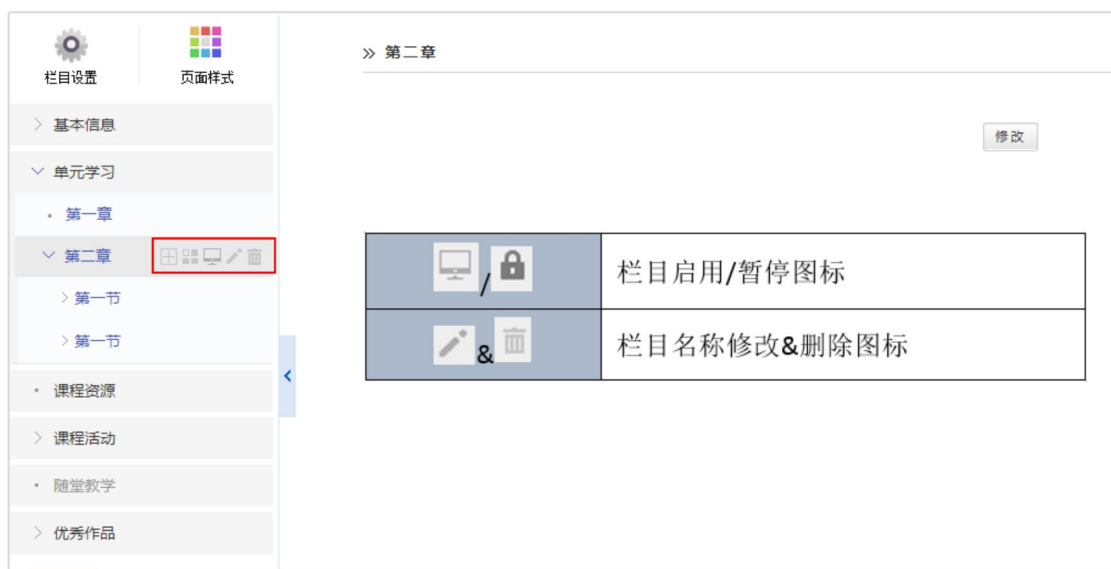 栏目设置
页面样式
基本信息
单元学习
第一章
第二章
第一节
第一节
课程资源
课程活动
随堂教学
优秀作品
» 第二章
修改
/
栏目启用/暂停图标
&
栏目名称修改&删除图标